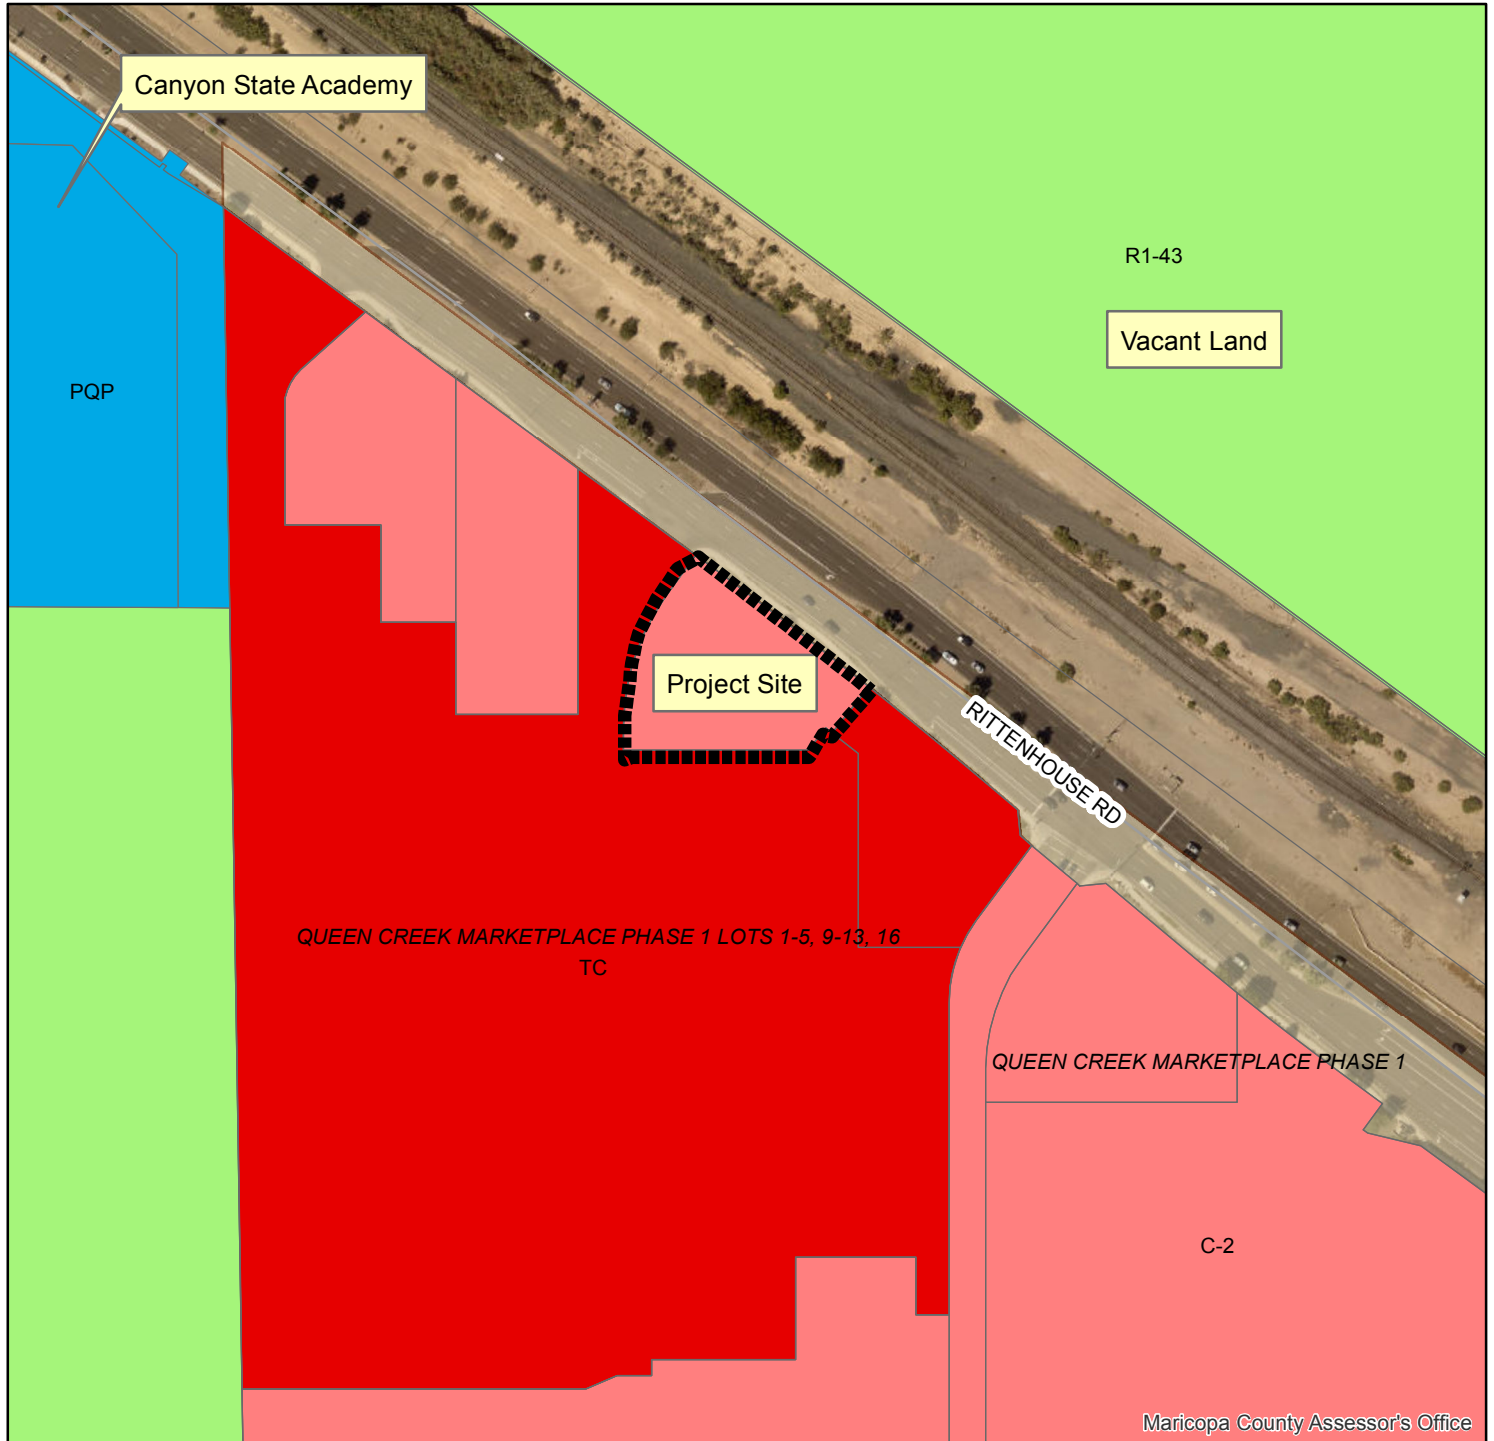 Canyon State Academy
R1-43
Vacant Land
PQP
Project Site
RITTENHOUSE RD
QUEEN CREEK MARKETPLACE PHASE 1 LOTS 1-5, 9-13, 16
TC
QUEEN CREEK MARKETPLACE PHASE 1
C-2
Maricopa County Assessor's Office